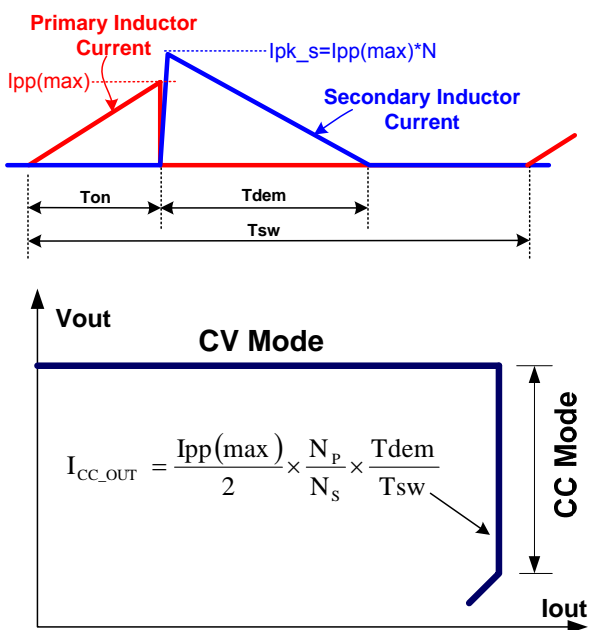 Primary Inductor
Current
Ipk_s=Ipp(max)*N
Ipp(max)
Secondary Inductor
Current
Ton
Tdem
Tsw
Vout
CV Mode
I_CC_OUT = Ipp(max)/2 × N_P/N_S × Tdem/Tsw
CC Mode
Iout